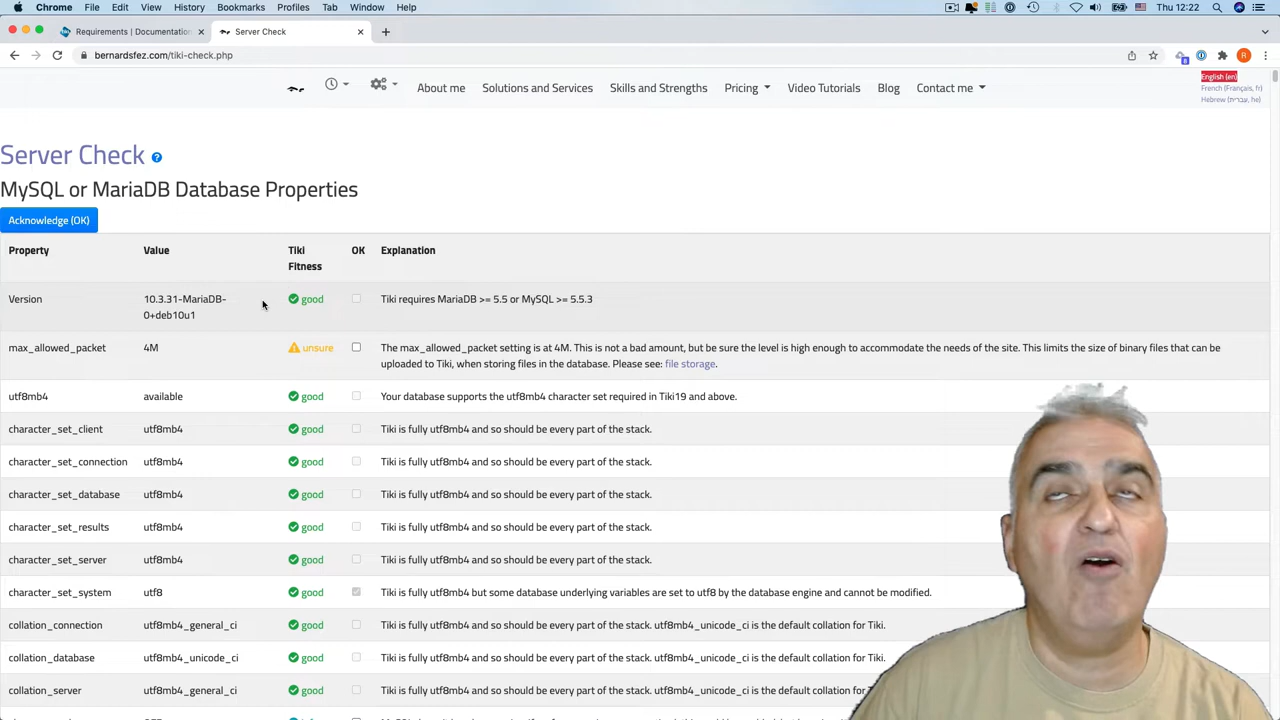 Chrome File Edit View History Bookmarks Profiles Tab Window Help Thu 12:22
Requirements | Documentation Server Check
bernardsfez.com/tiki-check.php R
About me Solutions and Services Skills and Strengths Pricing Video Tutorials Blog Contact me
English (en)
French (Français, fr)
Hebrew (עברית, he)
Server Check
MySQL or MariaDB Database Properties
Acknowledge (OK)
Property Value Tiki Fitness OK Explanation
Version 10.3.31-MariaDB-0+deb10u1 good Tiki requires MariaDB >= 5.5 or MySQL >= 5.5.3
max_allowed_packet 4M unsure The max_allowed_packet setting is at 4M. This is not a bad amount, but be sure the level is high enough to accommodate the needs of the site. This limits the size of binary files that can be
uploaded to Tiki, when storing files in the database. Please see: file storage.
utf8mb4 available good Your database supports the utf8mb4 character set required in Tiki19 and above.
character_set_client utf8mb4 good Tiki is fully utf8mb4 and so should be every part of the stack.
character_set_connection utf8mb4 good Tiki is fully utf8mb4 and so should be every part of the stack.
character_set_database utf8mb4 good Tiki is fully utf8mb4 and so should be every part of the stack.
character_set_results utf8mb4 good Tiki is fully utf8mb4 and so should be every part of the stack.
character_set_server utf8mb4 good Tiki is fully utf8mb4 and so should be every part of the stack.
character_set_system utf8 good Tiki is fully utf8mb4 but some database underlying variables are set to utf8 by the database engine and cannot be modified.
collation_connection utf8mb4_general_ci good Tiki is fully utf8mb4 and so should be every part of the stack. utf8mb4_unicode_ci is the default collation for Tiki.
collation_database utf8mb4_unicode_ci good Tiki is fully utf8mb4 and so should be every part of the stack. utf8mb4_unicode_ci is the default collation for Tiki.
collation_server utf8mb4_general_ci good Tiki is fully utf8mb4 and so should be every part of the stack. utf8mb4_unicode_ci is the default collation for